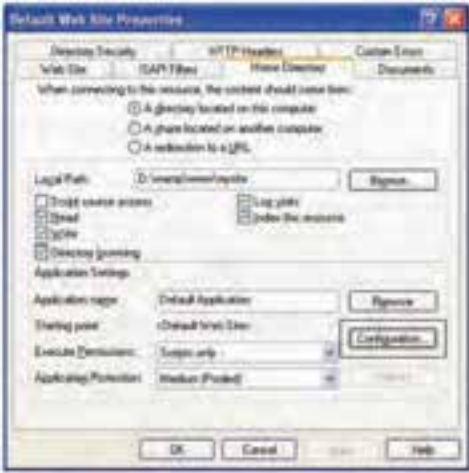 Default Web Site Properties
Directory Security HTTP Headers Custom Errors
Web Site ISAPI Filters Home Directory Documents
When connecting to this resource, the content should come from:
A directory located on this computer
A share located on another computer
A redirection to a URL
Local Path:
Browse...
Script source access
Read
Write
Directory browsing
Log visits
Index this resource
Application Settings
Application name: Default Application Remove
Starting point: <Default Web Site>
Configuration...
Execute Permissions: Scripts only
Application Protection: Medium (Pooled)
OK Cancel Help